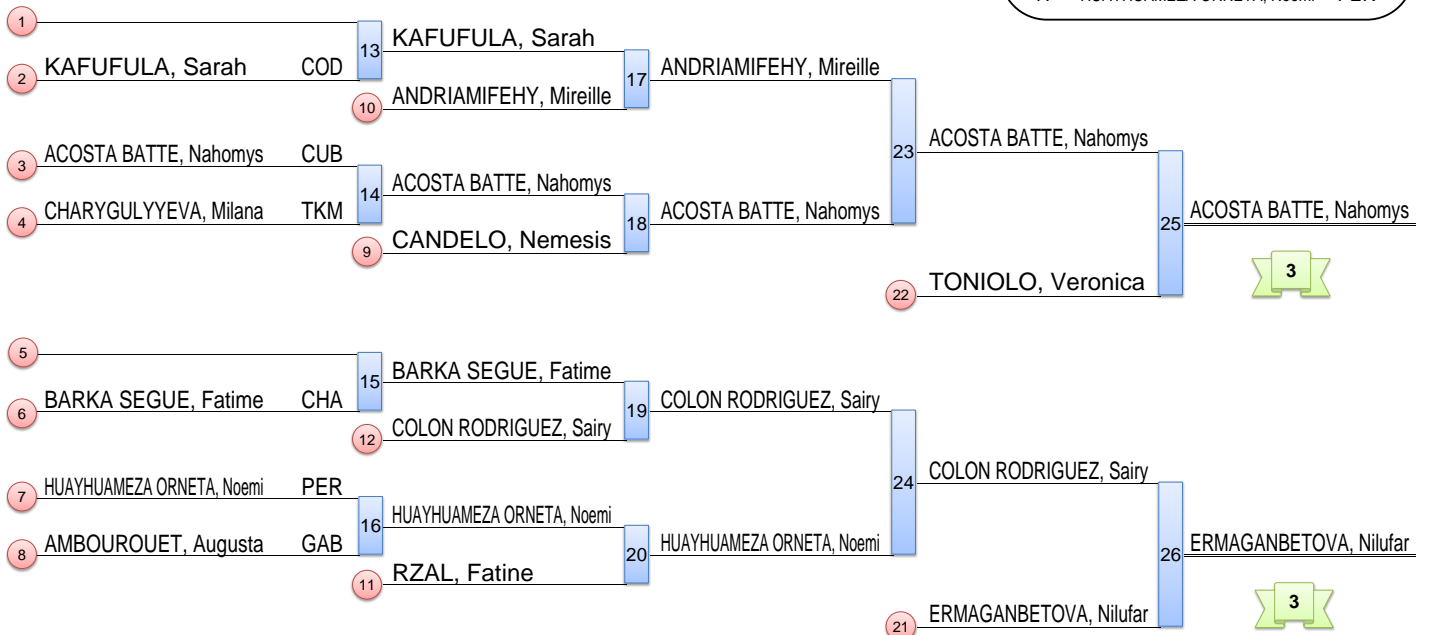 HUAYHUAMEZA ORNETA, Noemi PER
1
13 KAFUFULA, Sarah
2 KAFUFULA, Sarah COD
17 ANDRIAMIFEHY, Mireille
10 ANDRIAMIFEHY, Mireille
3 ACOSTA BATTE, Nahomys CUB
23 ACOSTA BATTE, Nahomys
14 ACOSTA BATTE, Nahomys
4 CHARYGULYYEVA, Milana TKM
18 ACOSTA BATTE, Nahomys
25 ACOSTA BATTE, Nahomys
9 CANDELO, Nemesis
3
22 TONIOLO, Veronica
5
15 BARKA SEGUE, Fatime
6 BARKA SEGUE, Fatime CHA
19 COLON RODRIGUEZ, Sairy
12 COLON RODRIGUEZ, Sairy
24 COLON RODRIGUEZ, Sairy
7 HUAYHUAMEZA ORNETA, Noemi PER
16 HUAYHUAMEZA ORNETA, Noemi
8 AMBOUROUET, Augusta GAB
20 HUAYHUAMEZA ORNETA, Noemi
26 ERMAGANBETOVA, Nilufar
11 RZAL, Fatine
3
21 ERMAGANBETOVA, Nilufar